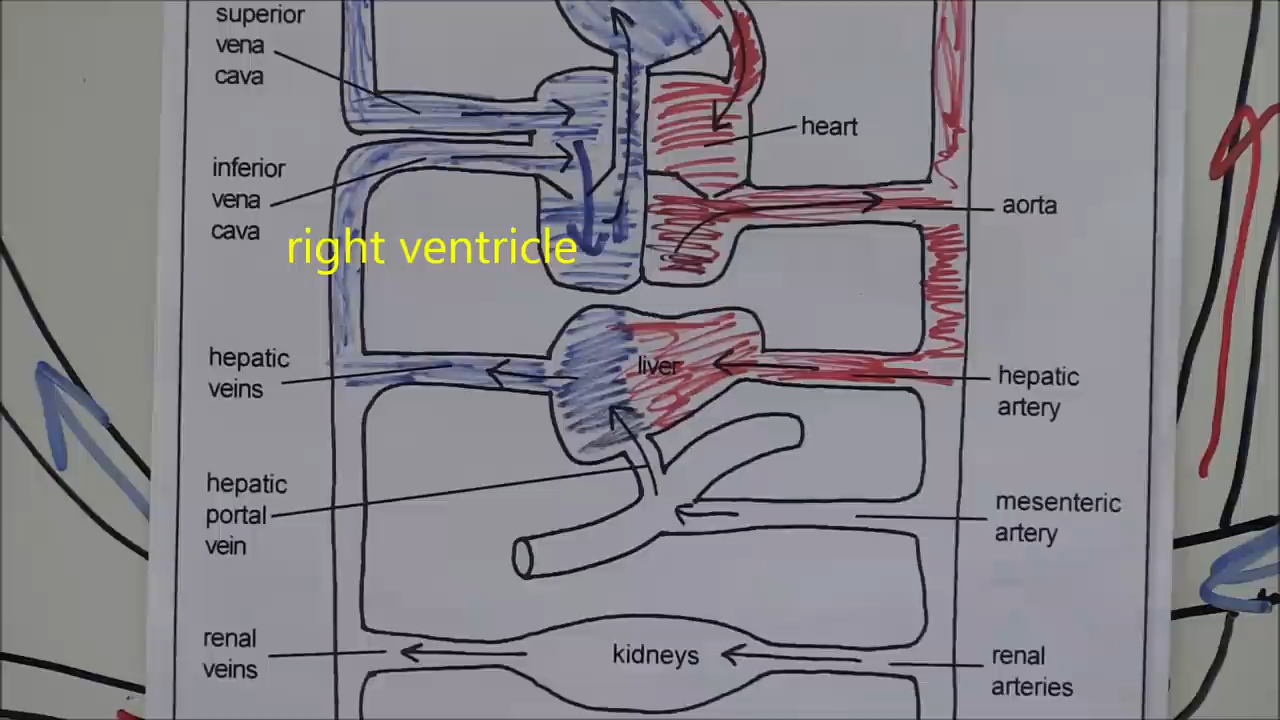 superior
vena
cava
heart
inferior
vena
cava
aorta
right ventricle
hepatic
veins
liver
hepatic
artery
hepatic
portal
vein
mesenteric
artery
renal
veins
kidneys
renal
arteries